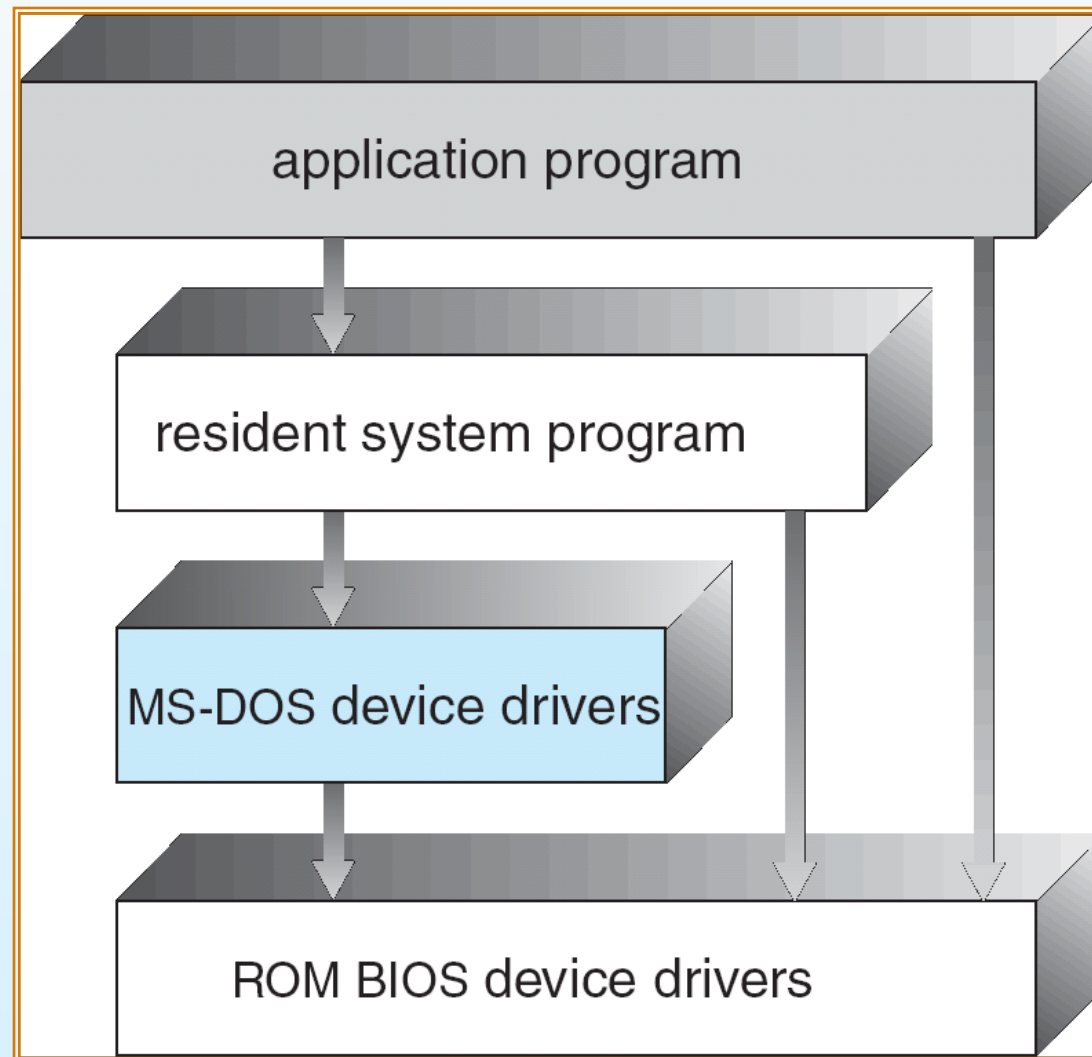 application program
resident system program
MS-DOS device drivers
ROM BIOS device drivers